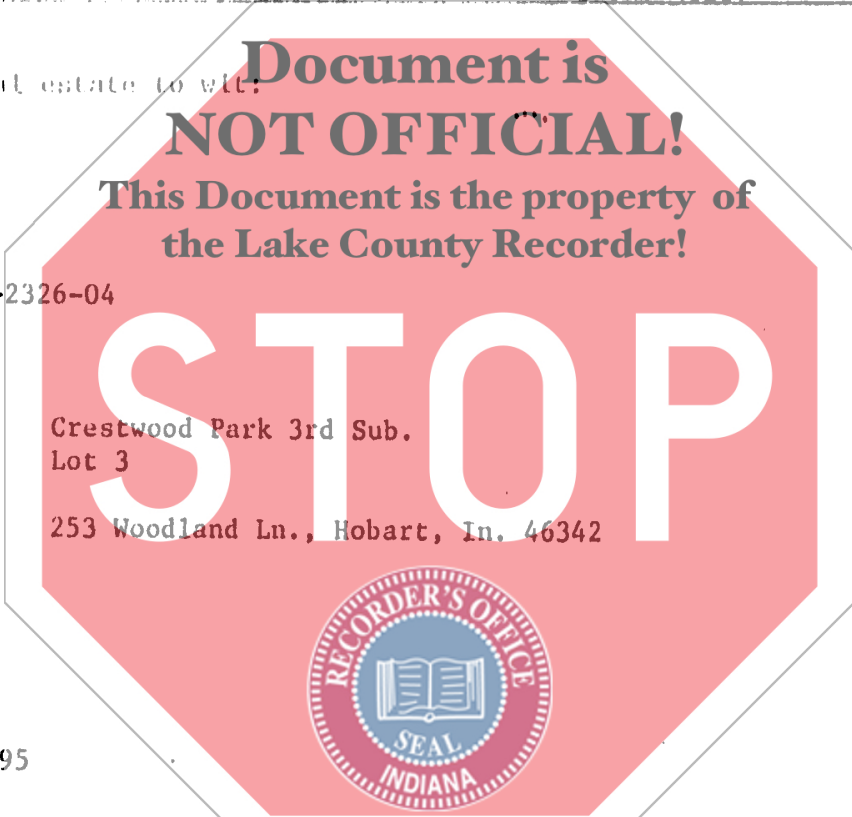 Document is
estate to wit:
NOT OFFICIAL!
This Document is the property of
the Lake County Recorder!
2326-04
STOP
Crestwood Park 3rd Sub.
Lot 3
253 Woodland Ln., Hobart, In. 46342
RECORDER'S OFFICE
SEAL
INDIANA
95